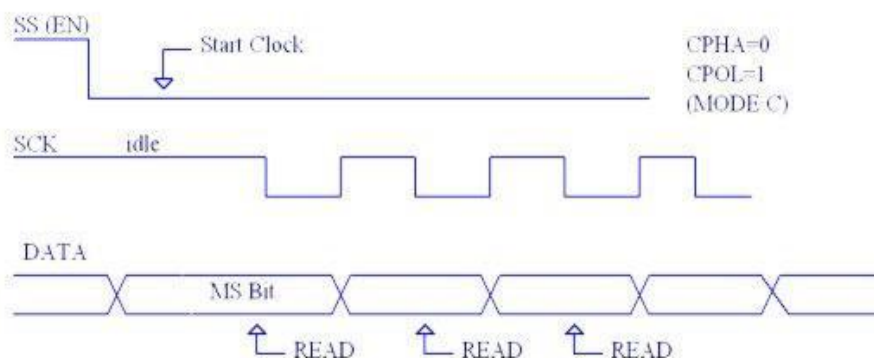 SS (EN)
Start Clock
CPHA=0
CPOL=1
(MODE C)
SCK idle
DATA
MS Bit
READ READ READ